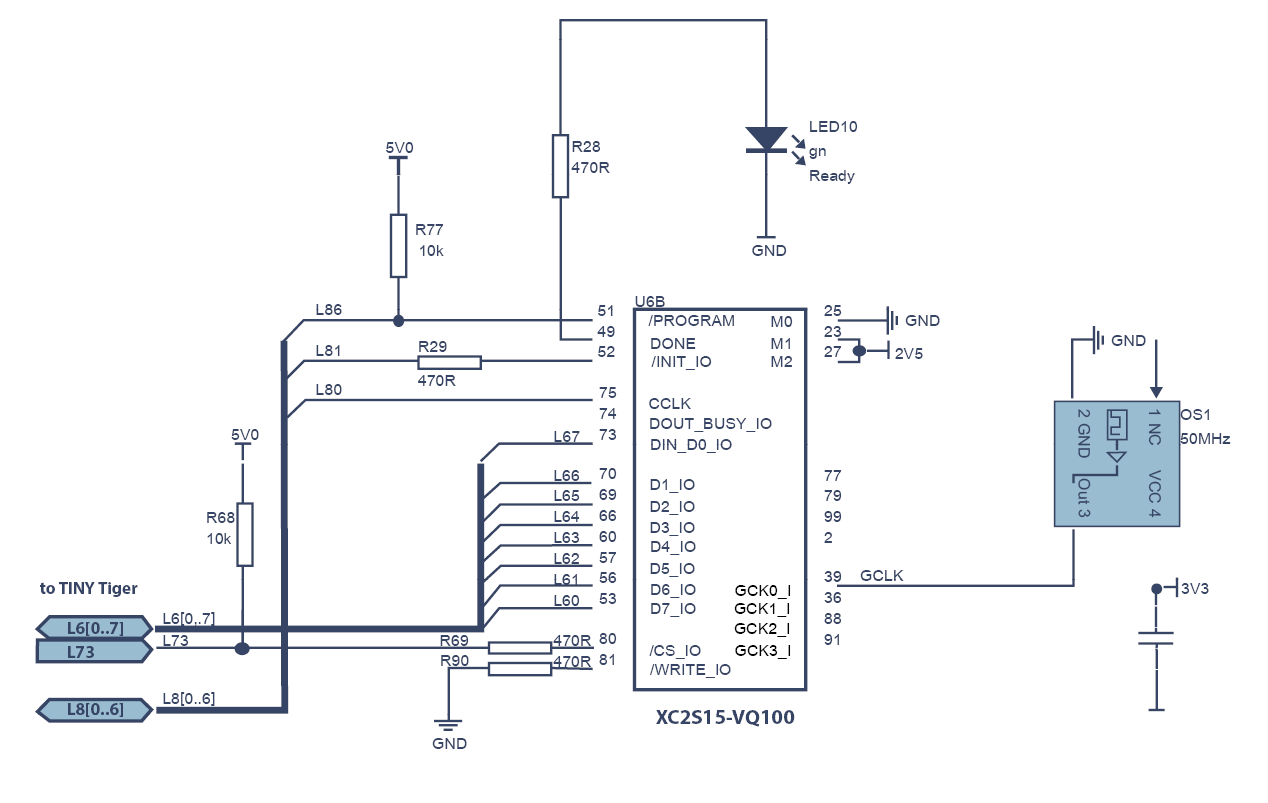 LED10
gn
Ready
R28
470R
5V0
R77
10k
GND
U6B
L86
51
/PROGRAM
M0
25
GND
49
DONE
M1
23
L81
R29
470R
52
/INIT_IO
M2
27
2V5
GND
L80
75
CCLK
74
DOUT_BUSY_IO
L67
73
DIN_D0_IO
2 GND
1 NC
Out 3
VCC 4
OS1
50MHz
5V0
R68
10k
L66
70
D1_IO
77
L65
69
D2_IO
79
L64
66
D3_IO
99
L63
60
D4_IO
2
L62
57
D5_IO
L61
56
D6_IO
GCK0_I
39
GCLK
L60
53
D7_IO
GCK1_I
36
GCK2_I
88
3V3
to TINY Tiger
L6[0..7]
L6[0..7]
L73
L73
R69
470R
80
/CS_IO
GCK3_I
91
R90
470R
81
/WRITE_IO
L8[0..6]
L8[0..6]
GND
XC2S15-VQ100